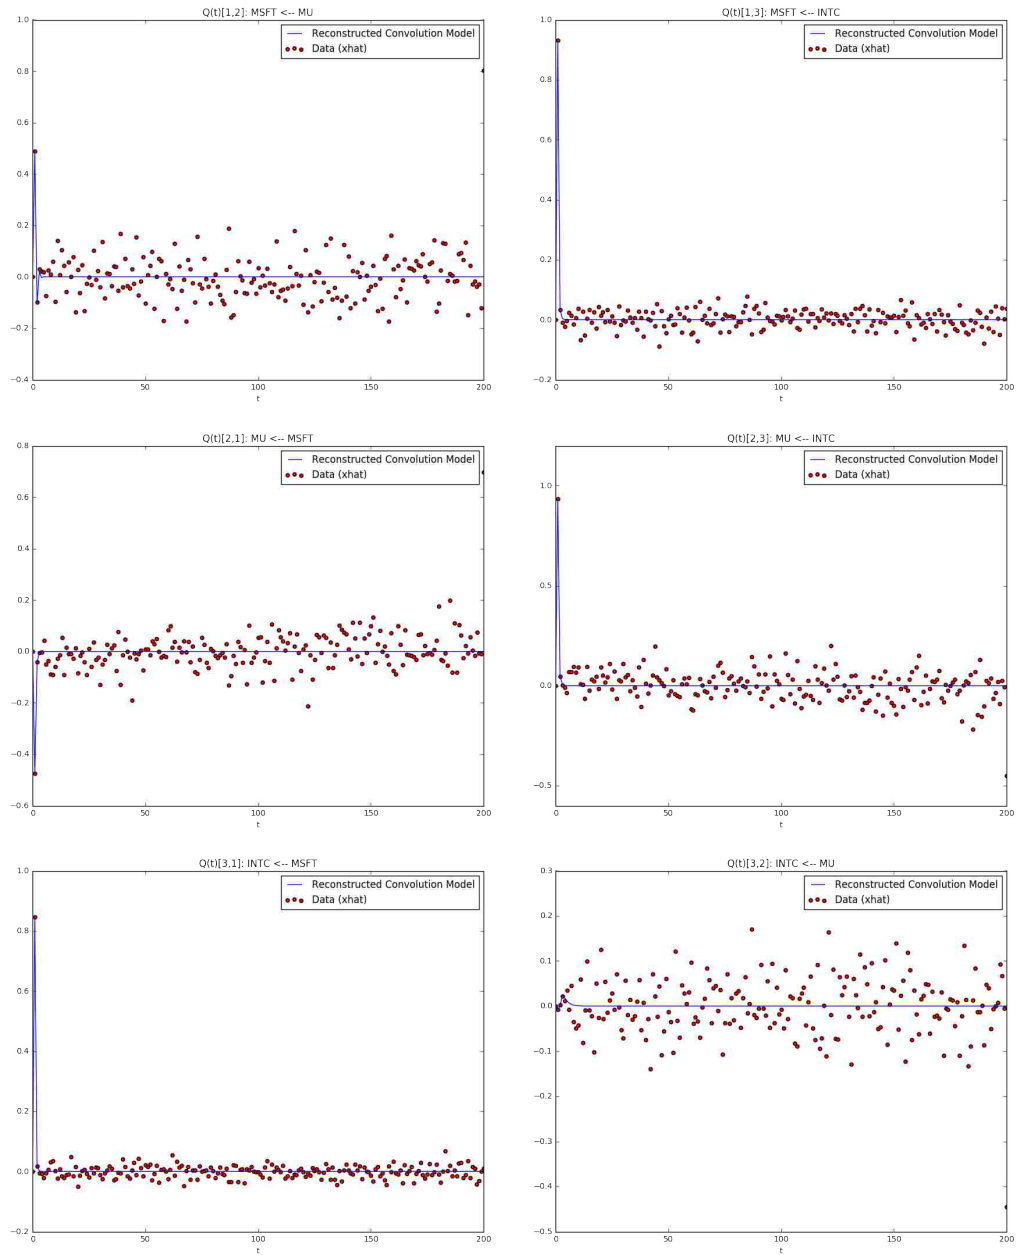 Q(t)[1,2]: MSFT <-- MU
Reconstructed Convolution Model
Data (xhat)
1.0
0.8
0.6
0.4
0.2
0.0
−0.2
−0.4
0 50 100 150 200
t
Q(t)[1,3]: MSFT <-- INTC
Reconstructed Convolution Model
Data (xhat)
1.0
0.8
0.6
0.4
0.2
0.0
−0.2
0 50 100 150 200
t
Q(t)[2,1]: MU <-- MSFT
Reconstructed Convolution Model
Data (xhat)
0.8
0.6
0.4
0.2
0.0
−0.2
−0.4
−0.6
0 50 100 150 200
t
Q(t)[2,3]: MU <-- INTC
Reconstructed Convolution Model
Data (xhat)
1.0
0.5
0.0
−0.5
0 50 100 150 200
t
Q(t)[3,1]: INTC <-- MSFT
Reconstructed Convolution Model
Data (xhat)
1.0
0.8
0.6
0.4
0.2
0.0
−0.2
0 50 100 150 200
t
Q(t)[3,2]: INTC <-- MU
Reconstructed Convolution Model
Data (xhat)
0.3
0.2
0.1
0.0
−0.1
−0.2
−0.3
−0.4
−0.5
0 50 100 150 200
t